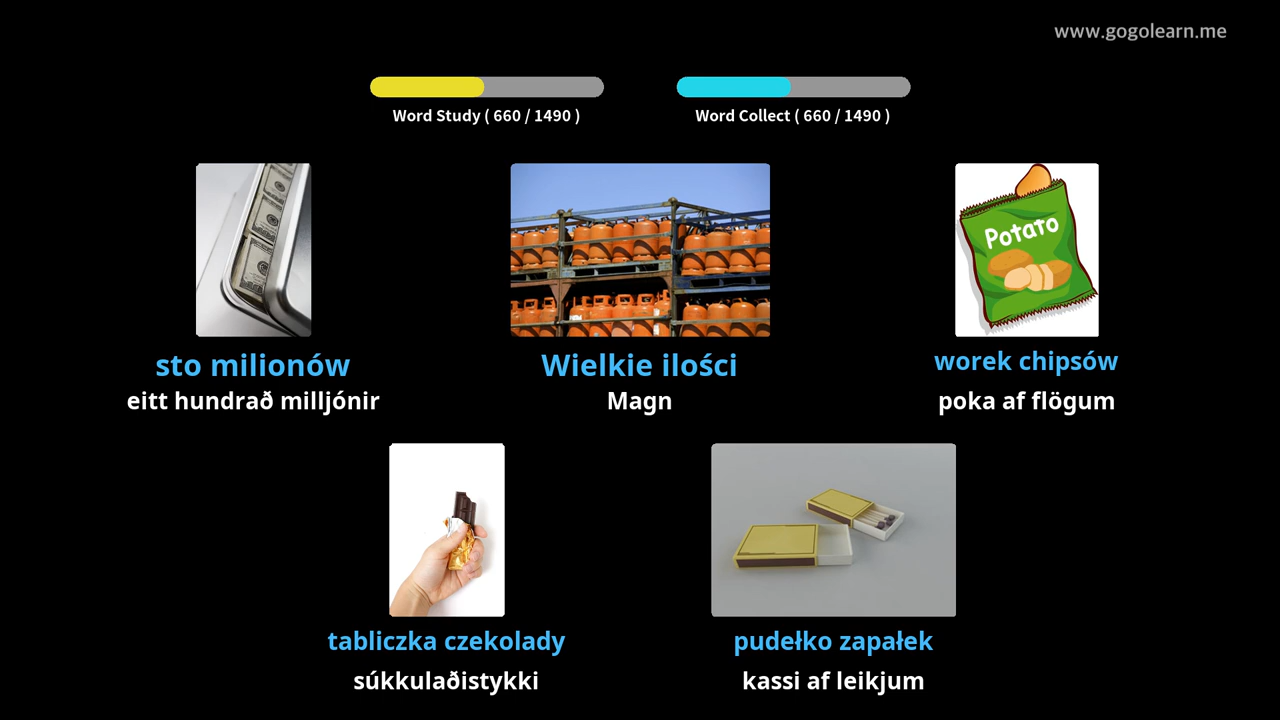 www.gogolearn.me
Word Study ( 660 / 1490 )
Word Collect ( 660 / 1490 )
Potato
sto milionów
eitt hundrað milljónir
Wielkie ilości
Magn
worek chipsów
poka af flögum
tabliczka czekolady
súkkulaðistykki
pudełko zapałek
kassi af leikjum